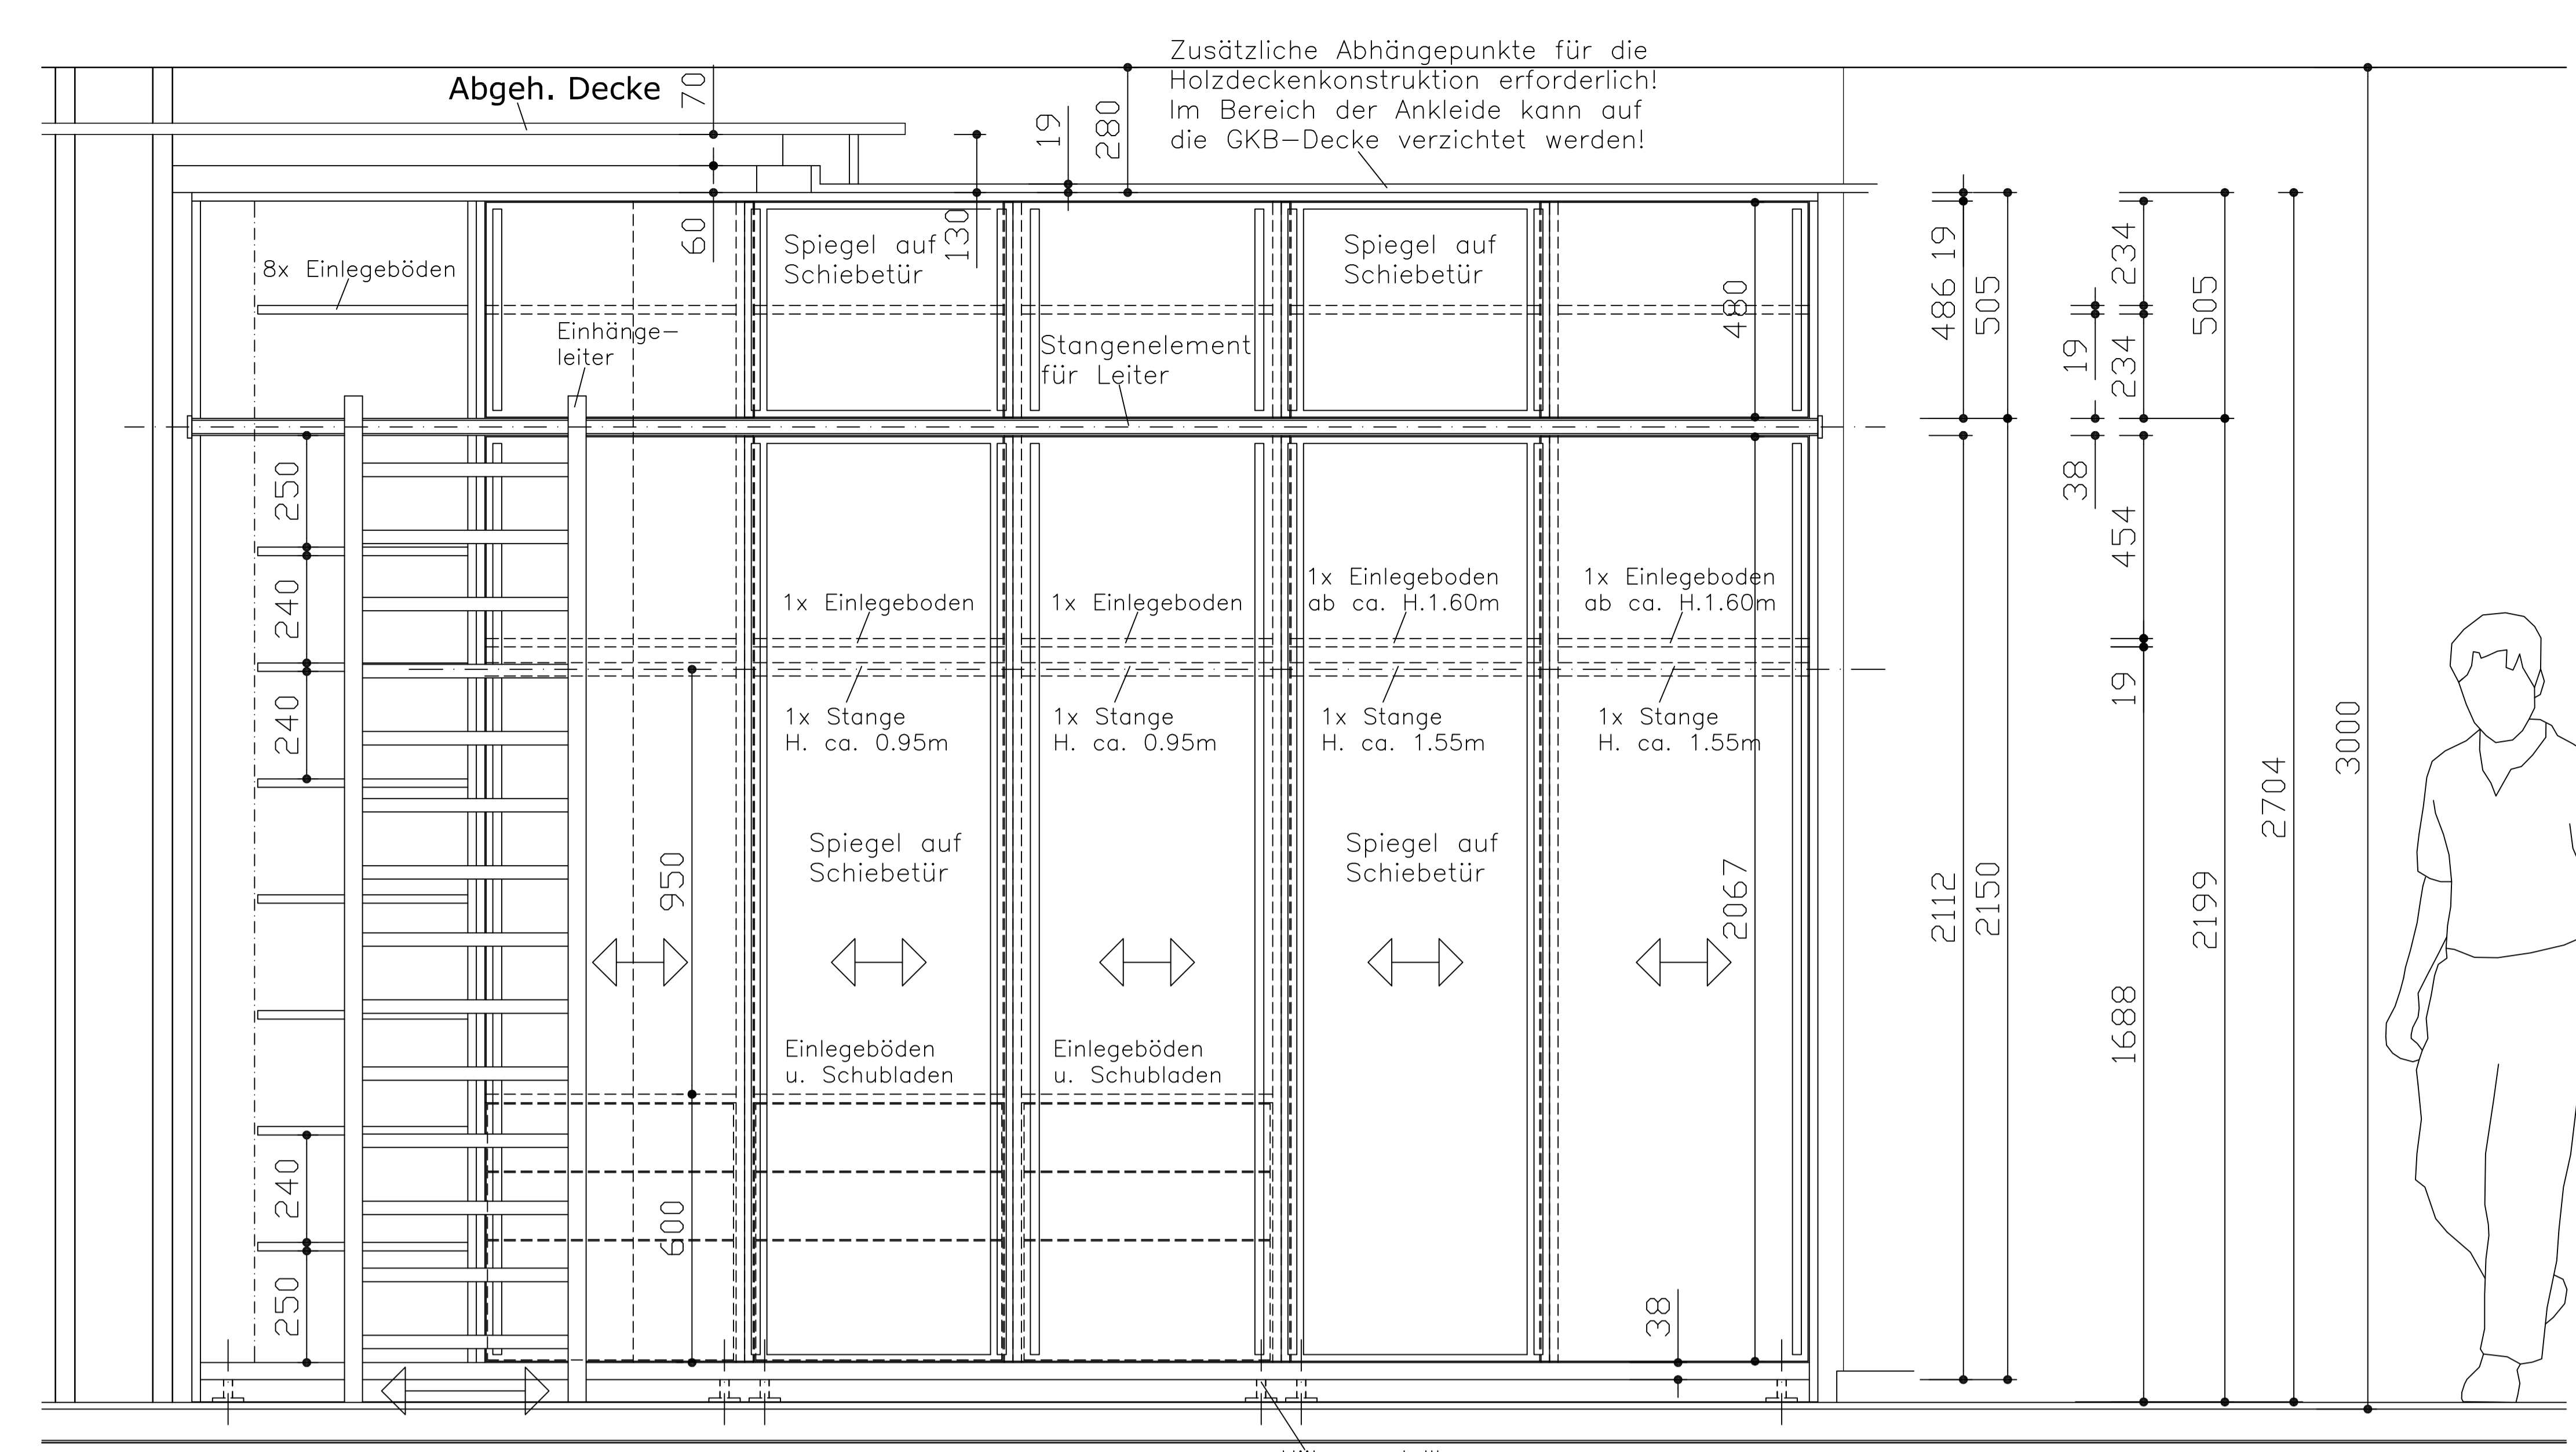 Zusätzliche Abhängepunkte für die
Holzdeckenkonstruktion erforderlich!
Im Bereich der Ankleide kann auf
die GKB-Decke verzichtet werden!
Abgeh. Decke
70
19
280
60
130
8x Einlegeböden
Einhänge-
leiter
Spiegel auf
Schiebetür
Stangenelement
für Leiter
Spiegel auf
Schiebetür
480
486 19
505
234
19
234
505
250
240
240
240
250
38
454
19
1x Einlegeboden
1x Einlegeboden
1x Einlegeboden
ab ca. H.1.60m
1x Einlegeboden
ab ca. H.1.60m
1x Stange
H. ca. 0.95m
1x Stange
H. ca. 0.95m
1x Stange
H. ca. 1.55m
1x Stange
H. ca. 1.55m
Spiegel auf
Schiebetür
Spiegel auf
Schiebetür
950
600
2067
38
2112
2150
1688
2199
2704
3000
Einlegeböden
u. Schubladen
Einlegeböden
u. Schubladen